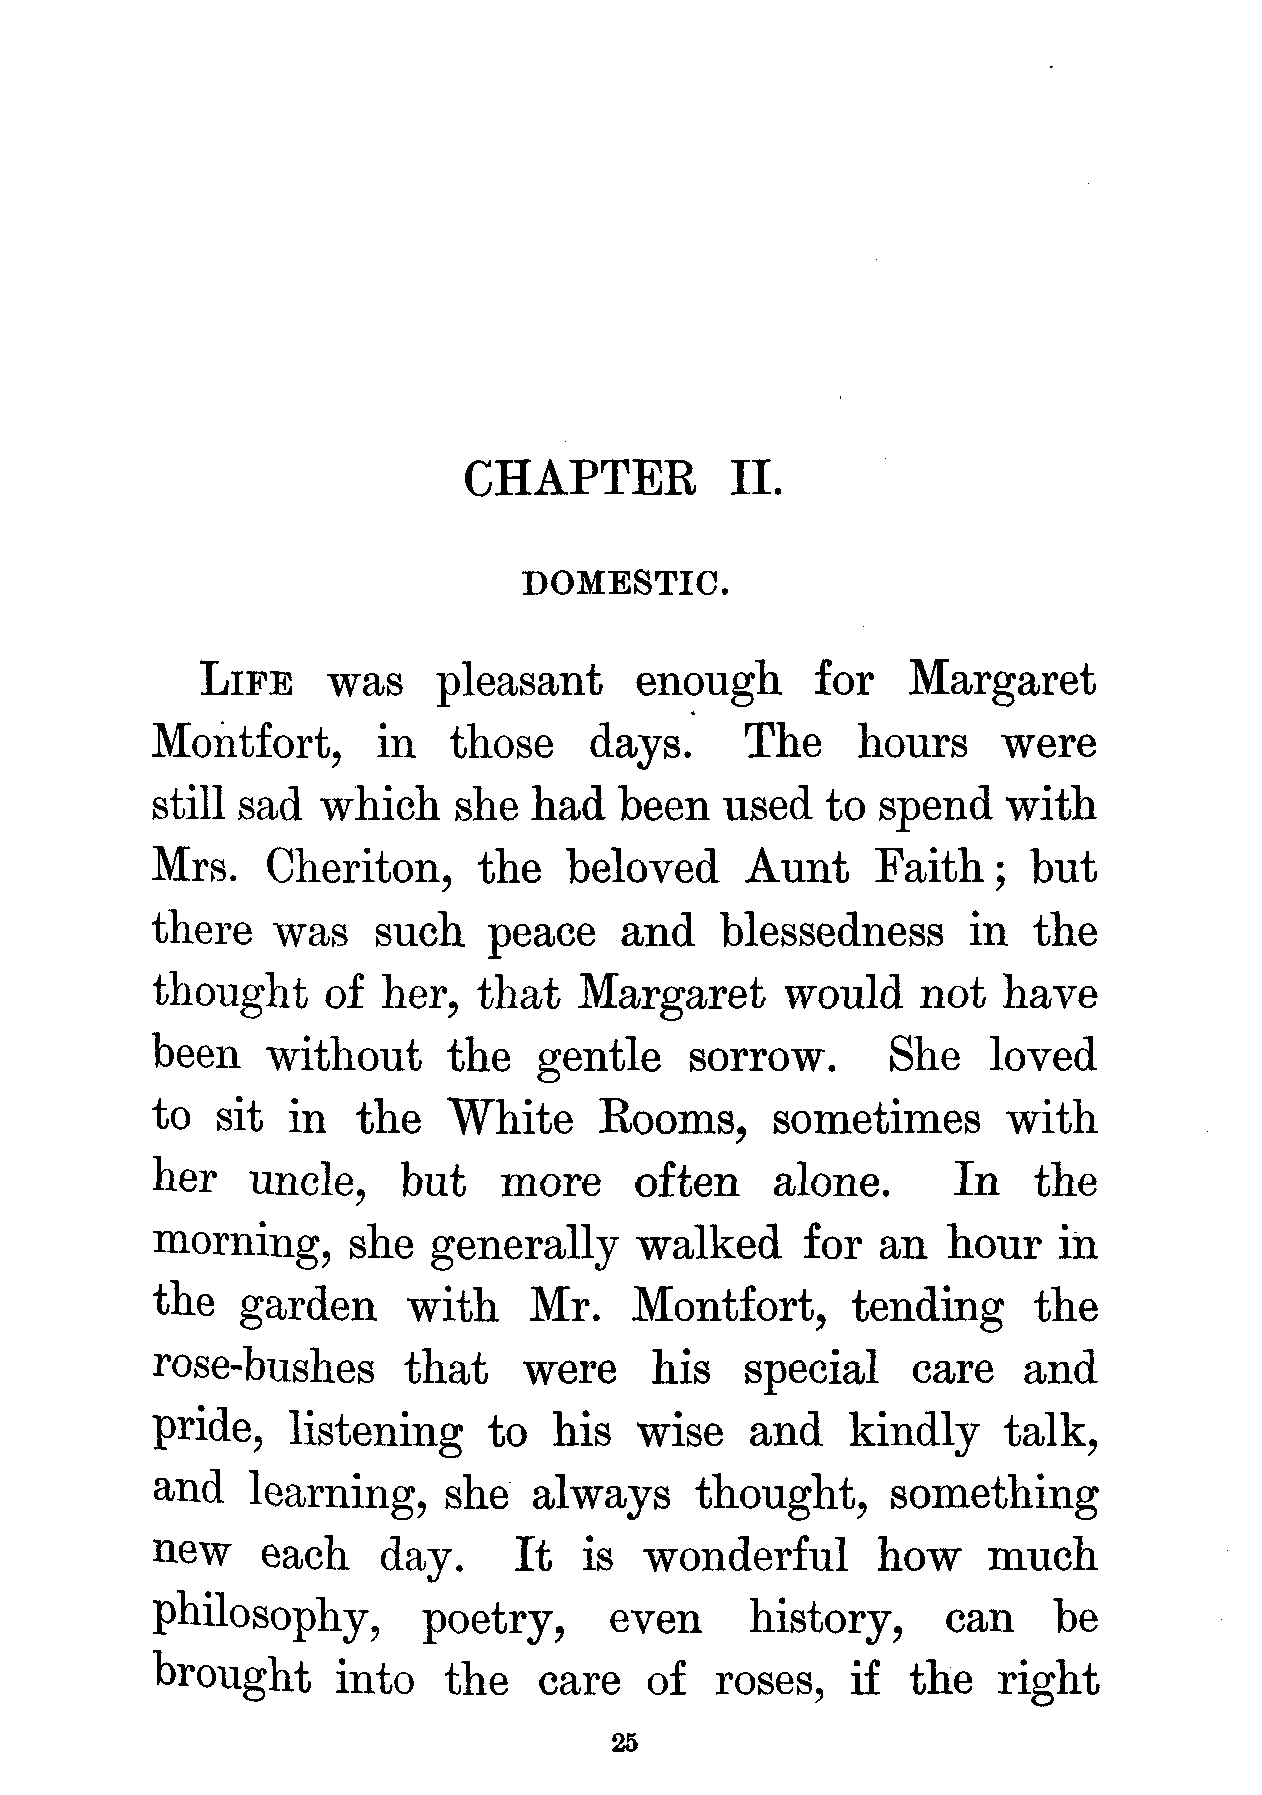 CHAPTER II.
DOMESTIC.
LIFE was pleasant enough for Margaret
Montfort, in those days. The hours were
still sad which she had been used to spend with
Mrs. Cheriton, the beloved Aunt Faith; but
there was such peace and blessedness in the
thought of her, that Margaret would not have
been without the gentle sorrow. She loved
to sit in the White Rooms, sometimes with
her uncle, but more often alone. In the
morning, she generally walked for an hour in
the garden with Mr. Montfort, tending the
rose-bushes that were his special care and
pride, listening to his wise and kindly talk,
and learning, she always thought, something
new each day. It is wonderful how much
philosophy, poetry, even history, can be
brought into the care of roses, if the right
25